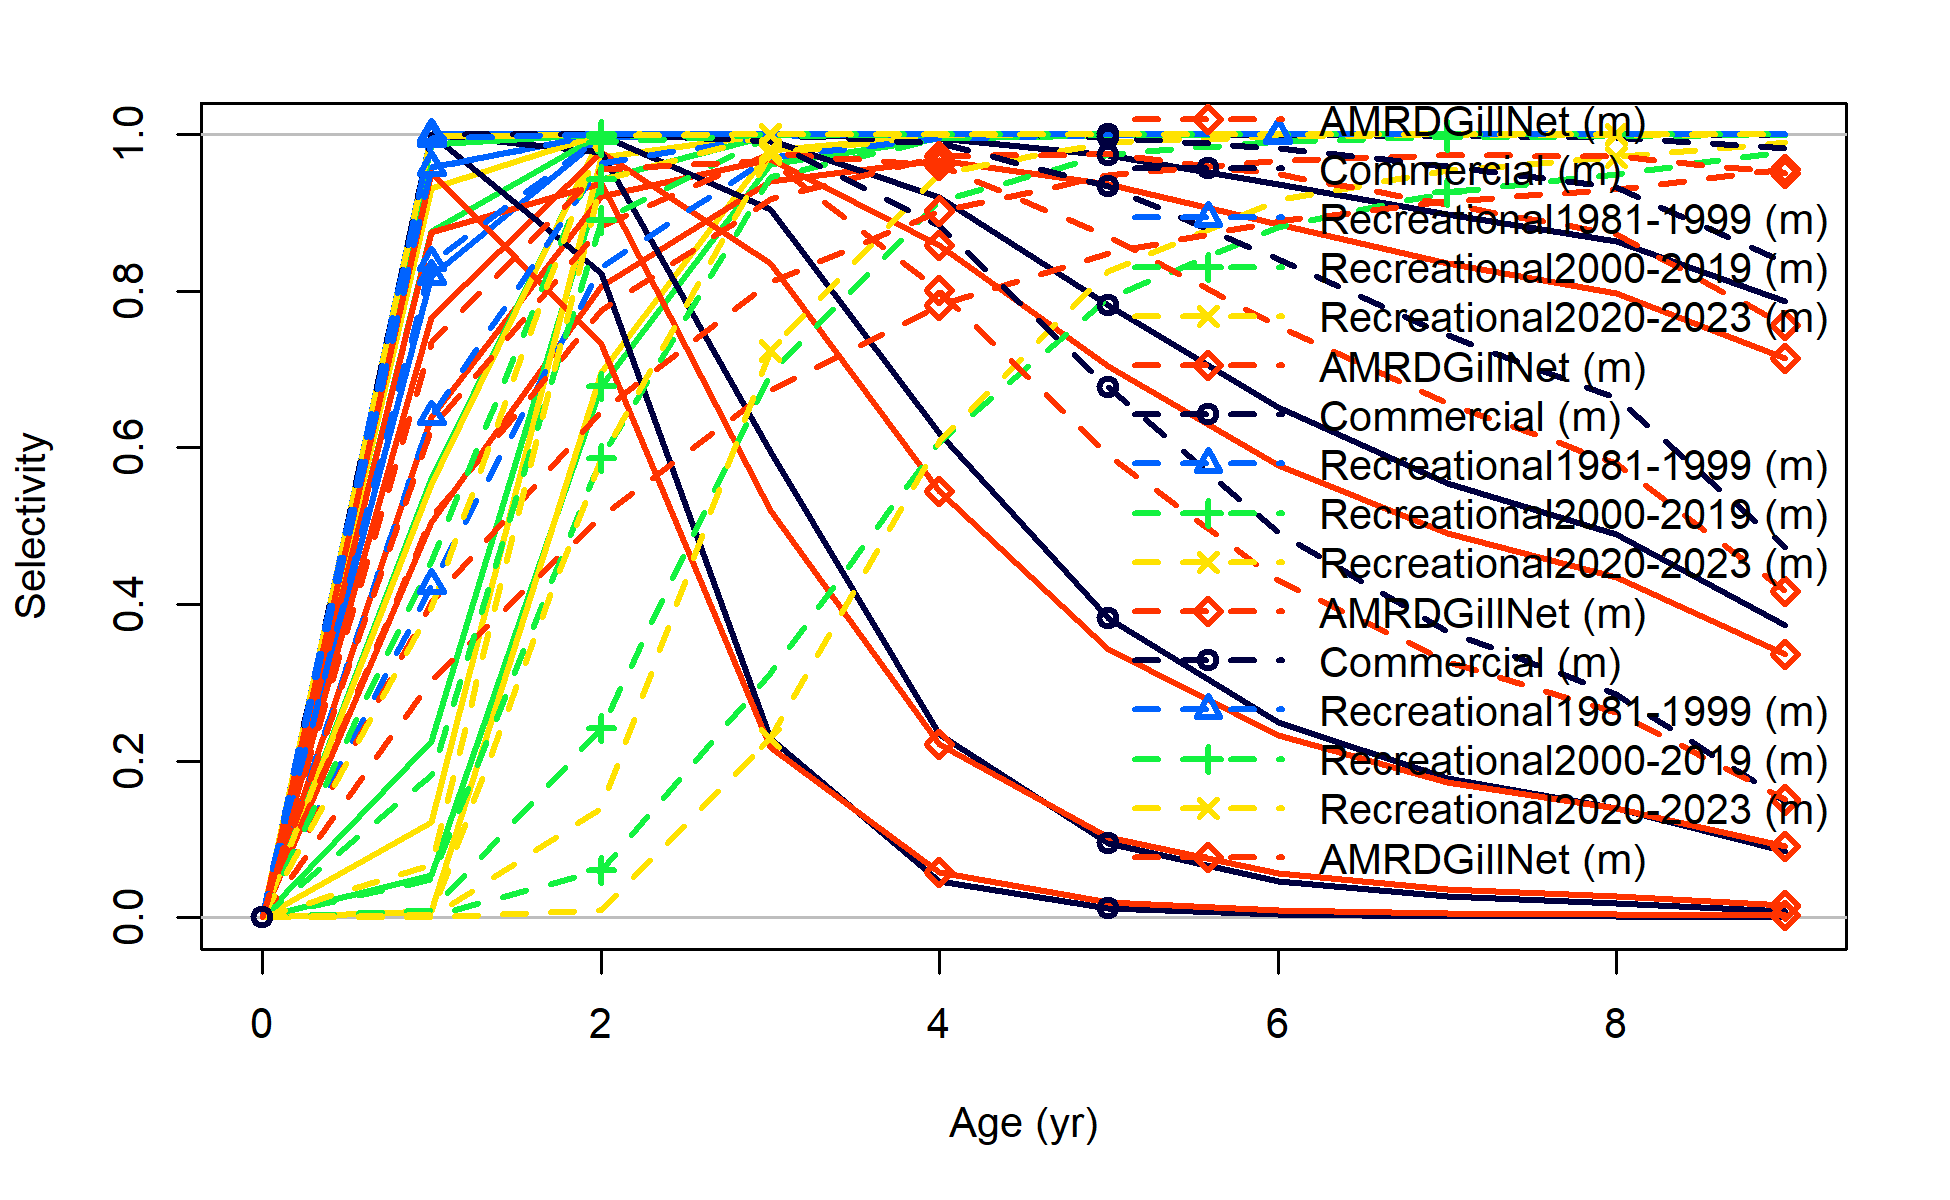 1.0
0.8
0.6
0.4
0.2
0.0
Selectivity
AMRDGillNet (m)
Commercial (m)
Recreational1981-1999 (m)
Recreational2000-2019 (m)
Recreational2020-2023 (m)
AMRDGillNet (m)
Commercial (m)
Recreational1981-1999 (m)
Recreational2000-2019 (m)
Recreational2020-2023 (m)
AMRDGillNet (m)
Commercial (m)
Recreational1981-1999 (m)
Recreational2000-2019 (m)
Recreational2020-2023 (m)
AMRDGillNet (m)
0 2 4 6 8
Age (yr)